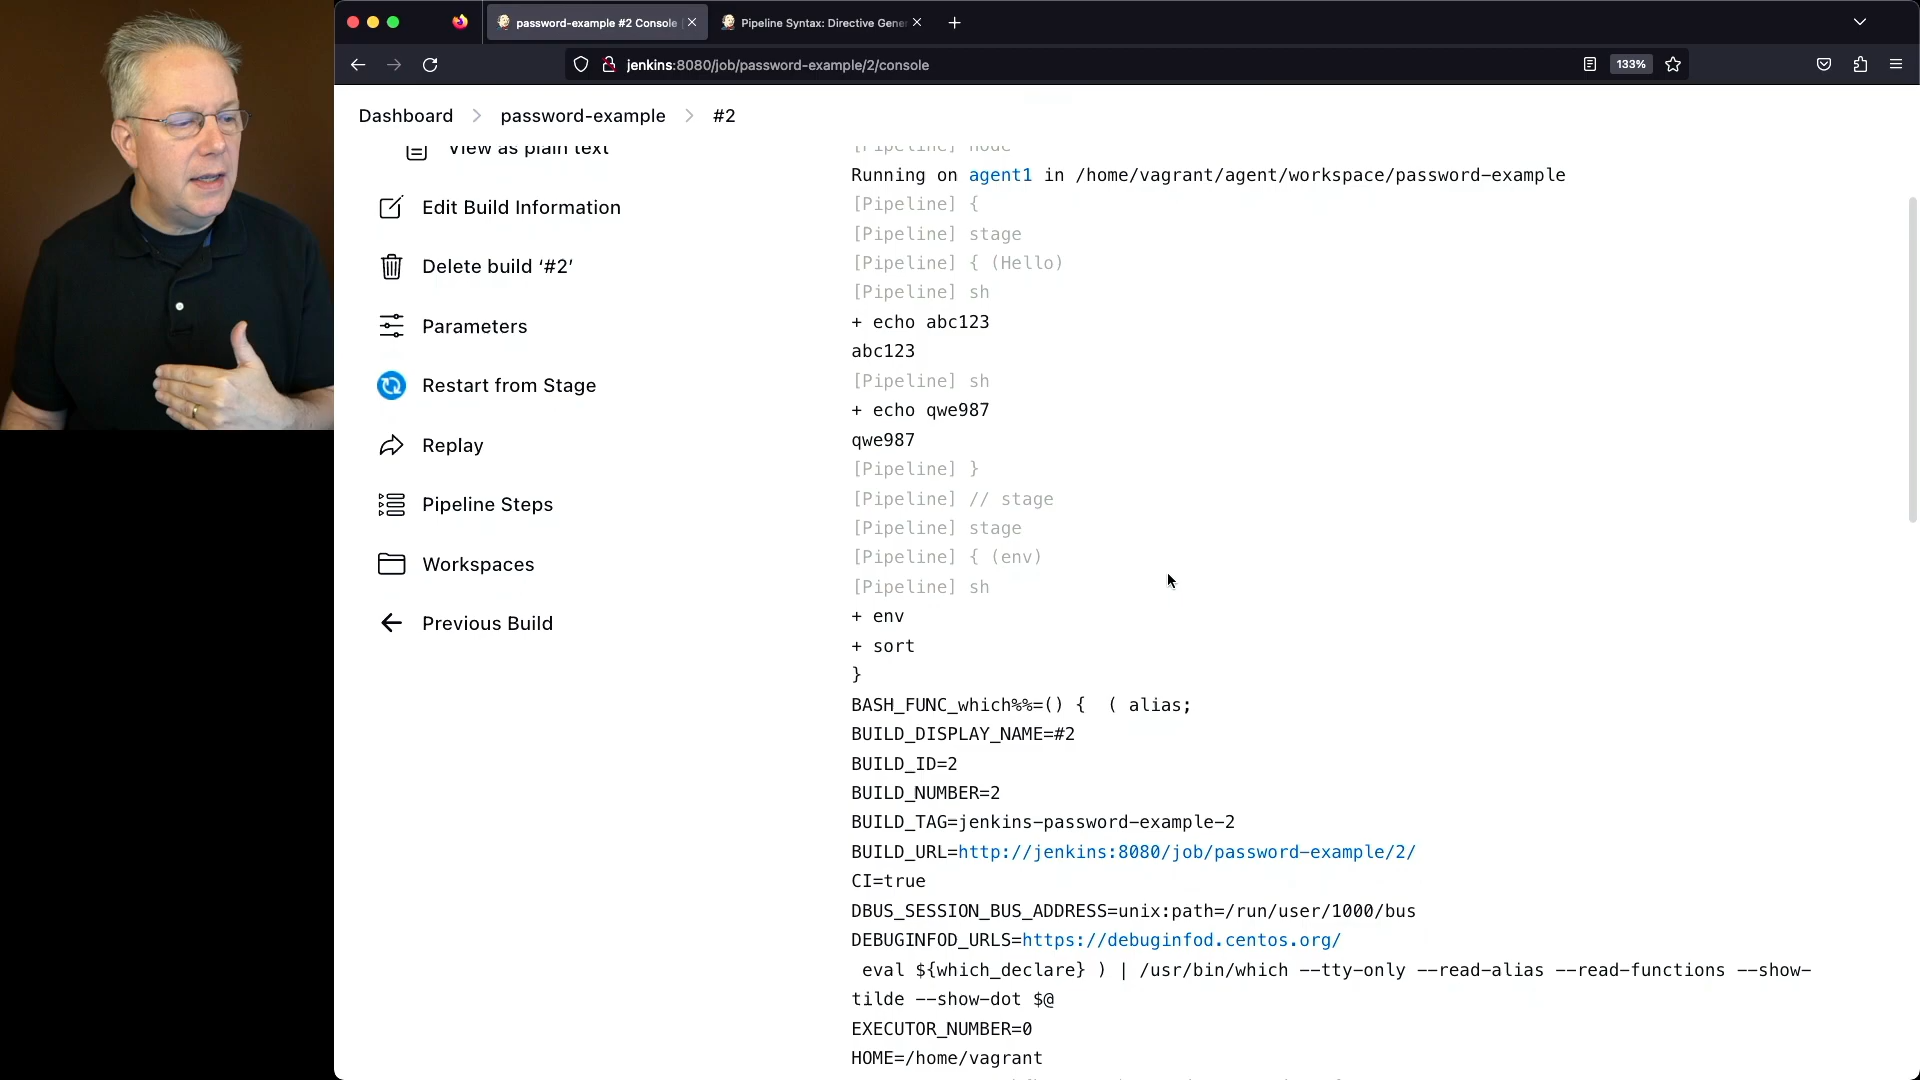 password-example #2 Console
Pipeline Syntax: Directive Gene
jenkins:8080/job/password-example/2/console
133%
Dashboard
password-example
#2
View as plain text
Edit Build Information
Delete build ‘#2’
Parameters
Restart from Stage
Replay
Pipeline Steps
Workspaces
Previous Build
[Pipeline] node
Running on agent1 in /home/vagrant/agent/workspace/password-example
[Pipeline] {
[Pipeline] stage
[Pipeline] { (Hello)
[Pipeline] sh
+ echo abc123
abc123
[Pipeline] sh
+ echo qwe987
qwe987
[Pipeline] }
[Pipeline] // stage
[Pipeline] stage
[Pipeline] { (env)
[Pipeline] sh
+ env
+ sort
}
BASH_FUNC_which%%=() {  ( alias;
BUILD_DISPLAY_NAME=#2
BUILD_ID=2
BUILD_NUMBER=2
BUILD_TAG=jenkins-password-example-2
BUILD_URL=http://jenkins:8080/job/password-example/2/
CI=true
DBUS_SESSION_BUS_ADDRESS=unix:path=/run/user/1000/bus
DEBUGINFOD_URLS=https://debuginfod.centos.org/
eval ${which_declare} ) | /usr/bin/which --tty-only --read-alias --read-functions --show-
tilde --show-dot $@
EXECUTOR_NUMBER=0
HOME=/home/vagrant